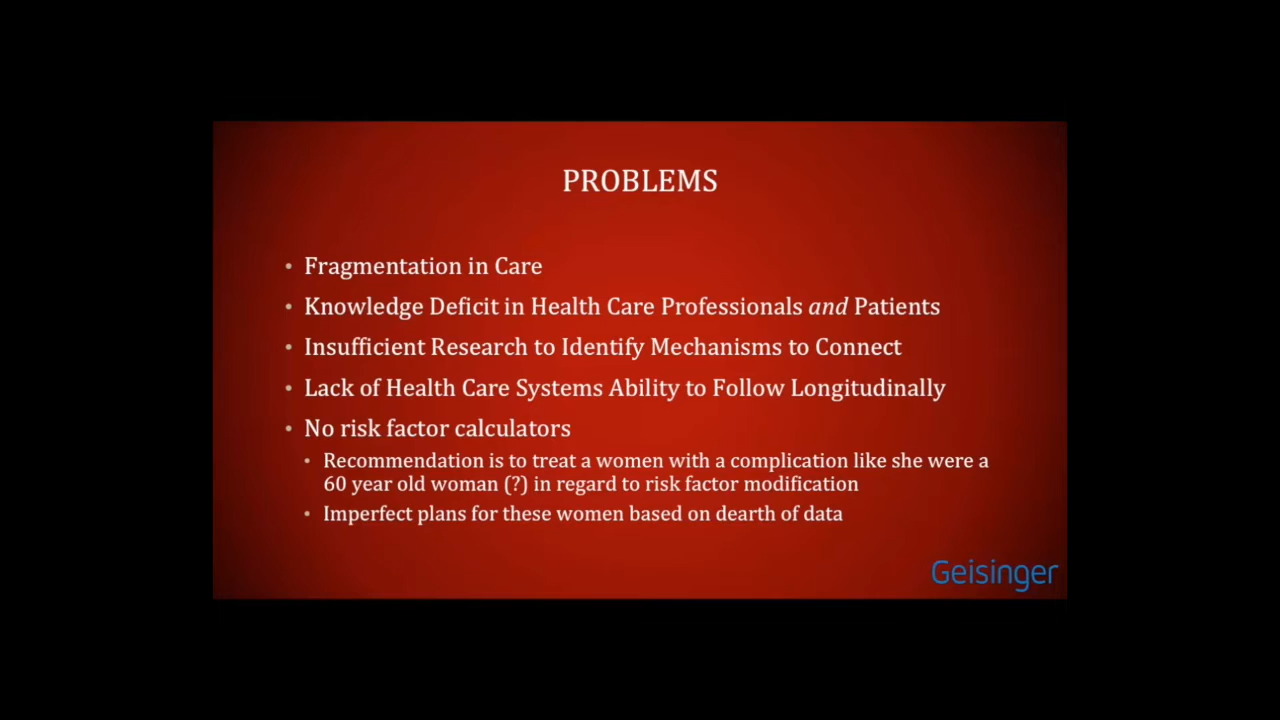 PROBLEMS
• Fragmentation in Care
• Knowledge Deficit in Health Care Professionals and Patients
• Insufficient Research to Identify Mechanisms to Connect
• Lack of Health Care Systems Ability to Follow Longitudinally
• No risk factor calculators
• Recommendation is to treat a women with a complication like she were a
60 year old woman (?) in regard to risk factor modification
• Imperfect plans for these women based on dearth of data
Geisinger